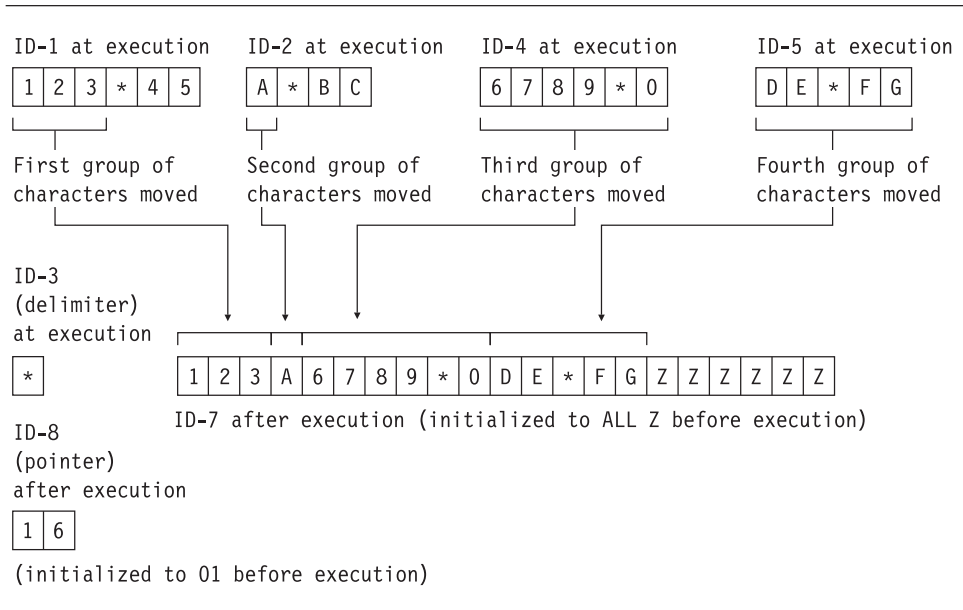 ID-1 at execution ID-2 at execution ID-4 at execution ID-5 at execution
1 2 3 * 4 5 A * B C 6 7 8 9 * 0 D E * F G
First group of characters moved
Second group of characters moved
Third group of characters moved
Fourth group of characters moved
ID-3
(delimiter)
at execution
*
1 2 3 A 6 7 8 9 * 0 D E * F G Z Z Z Z Z Z
ID-7 after execution (initialized to ALL Z before execution)
ID-8
(pointer)
after execution
1 6
(initialized to 01 before execution)